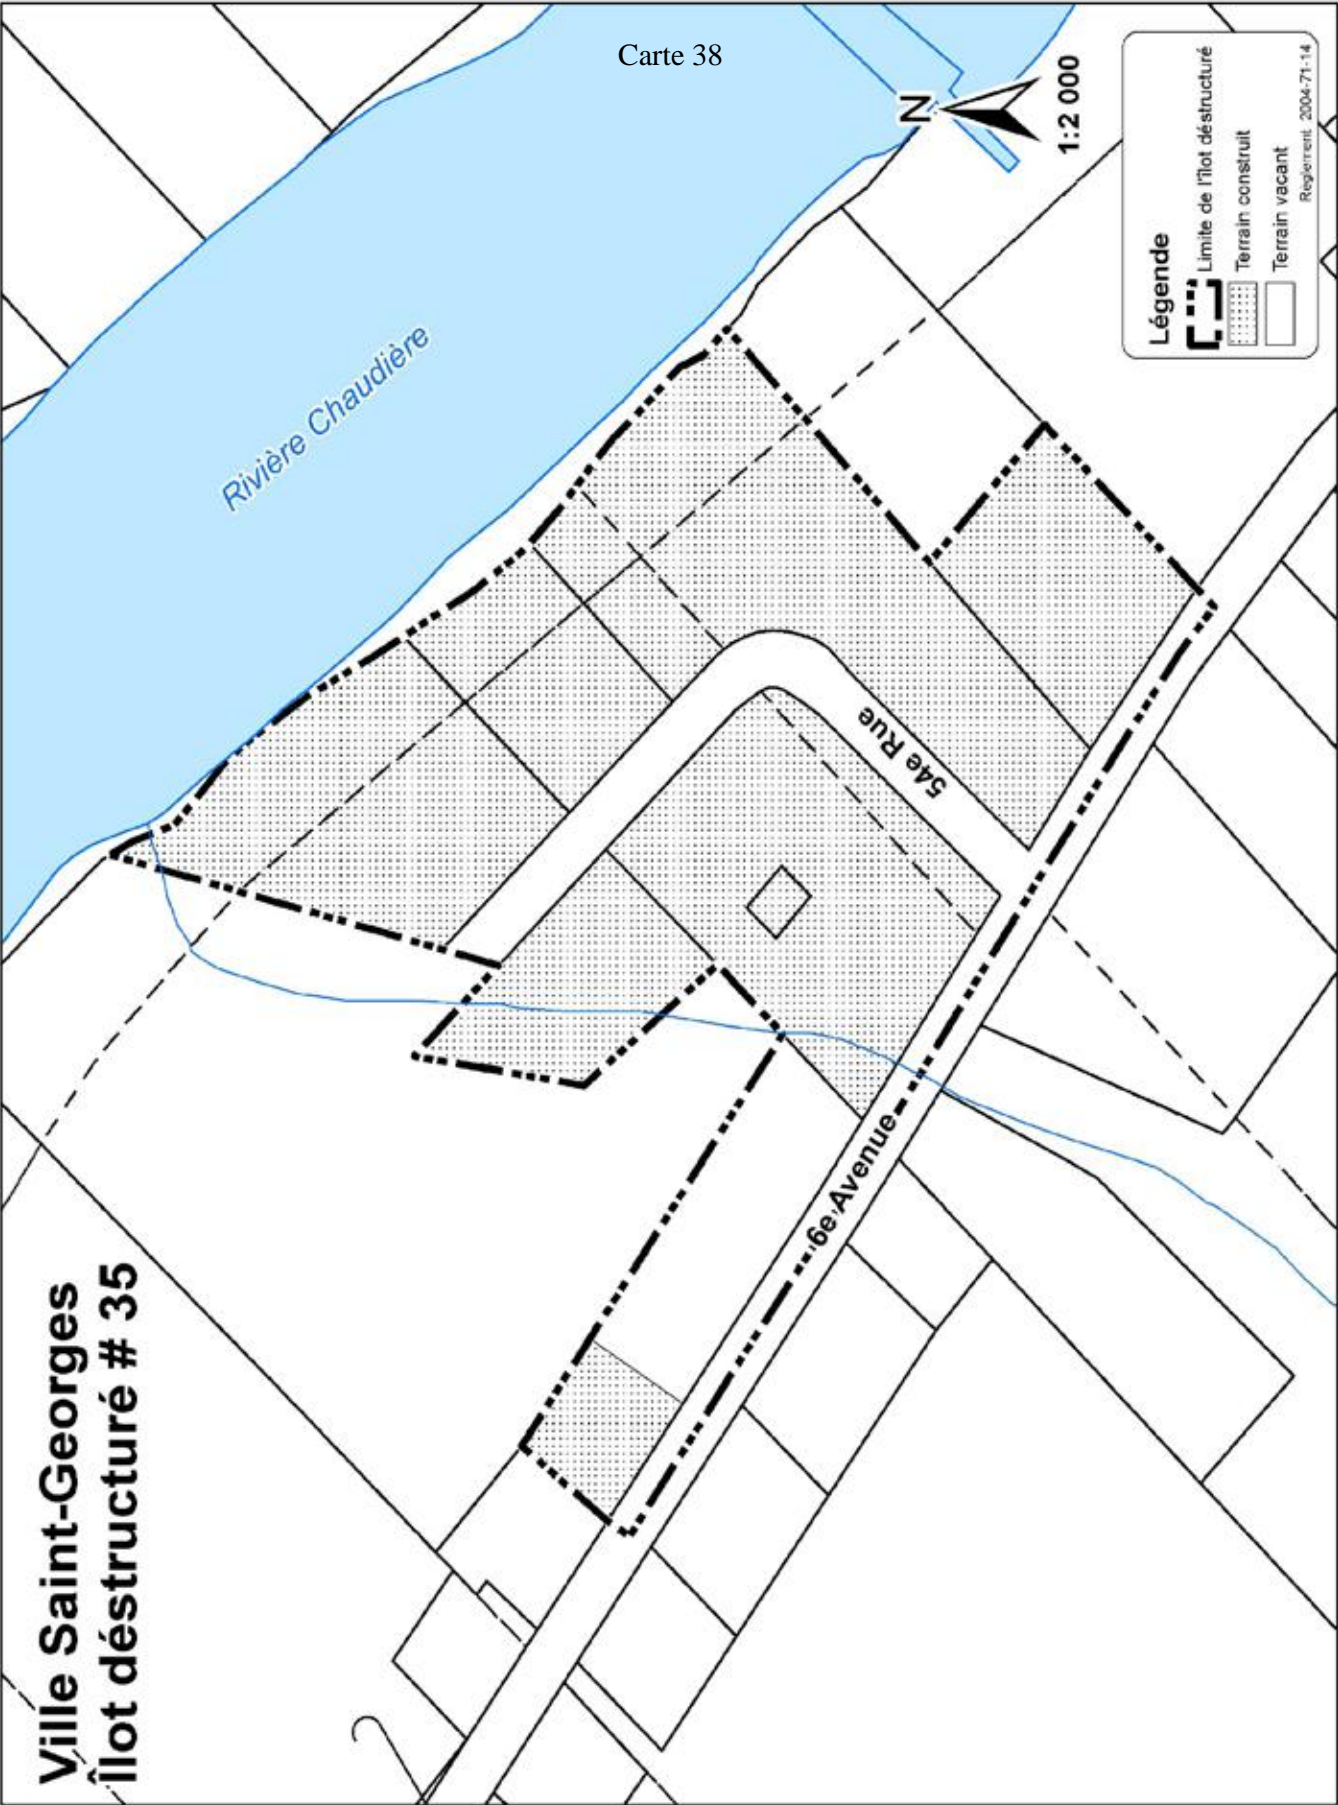 Carte 38
Ville Saint-Georges
Îlot déstructuré # 35
Rivière Chaudière
54e Rue
6e Avenue
N
1:2 000
Légende
Limite de l'îlot déstructuré
Terrain construit
Terrain vacant
Règlement 2004-71-14